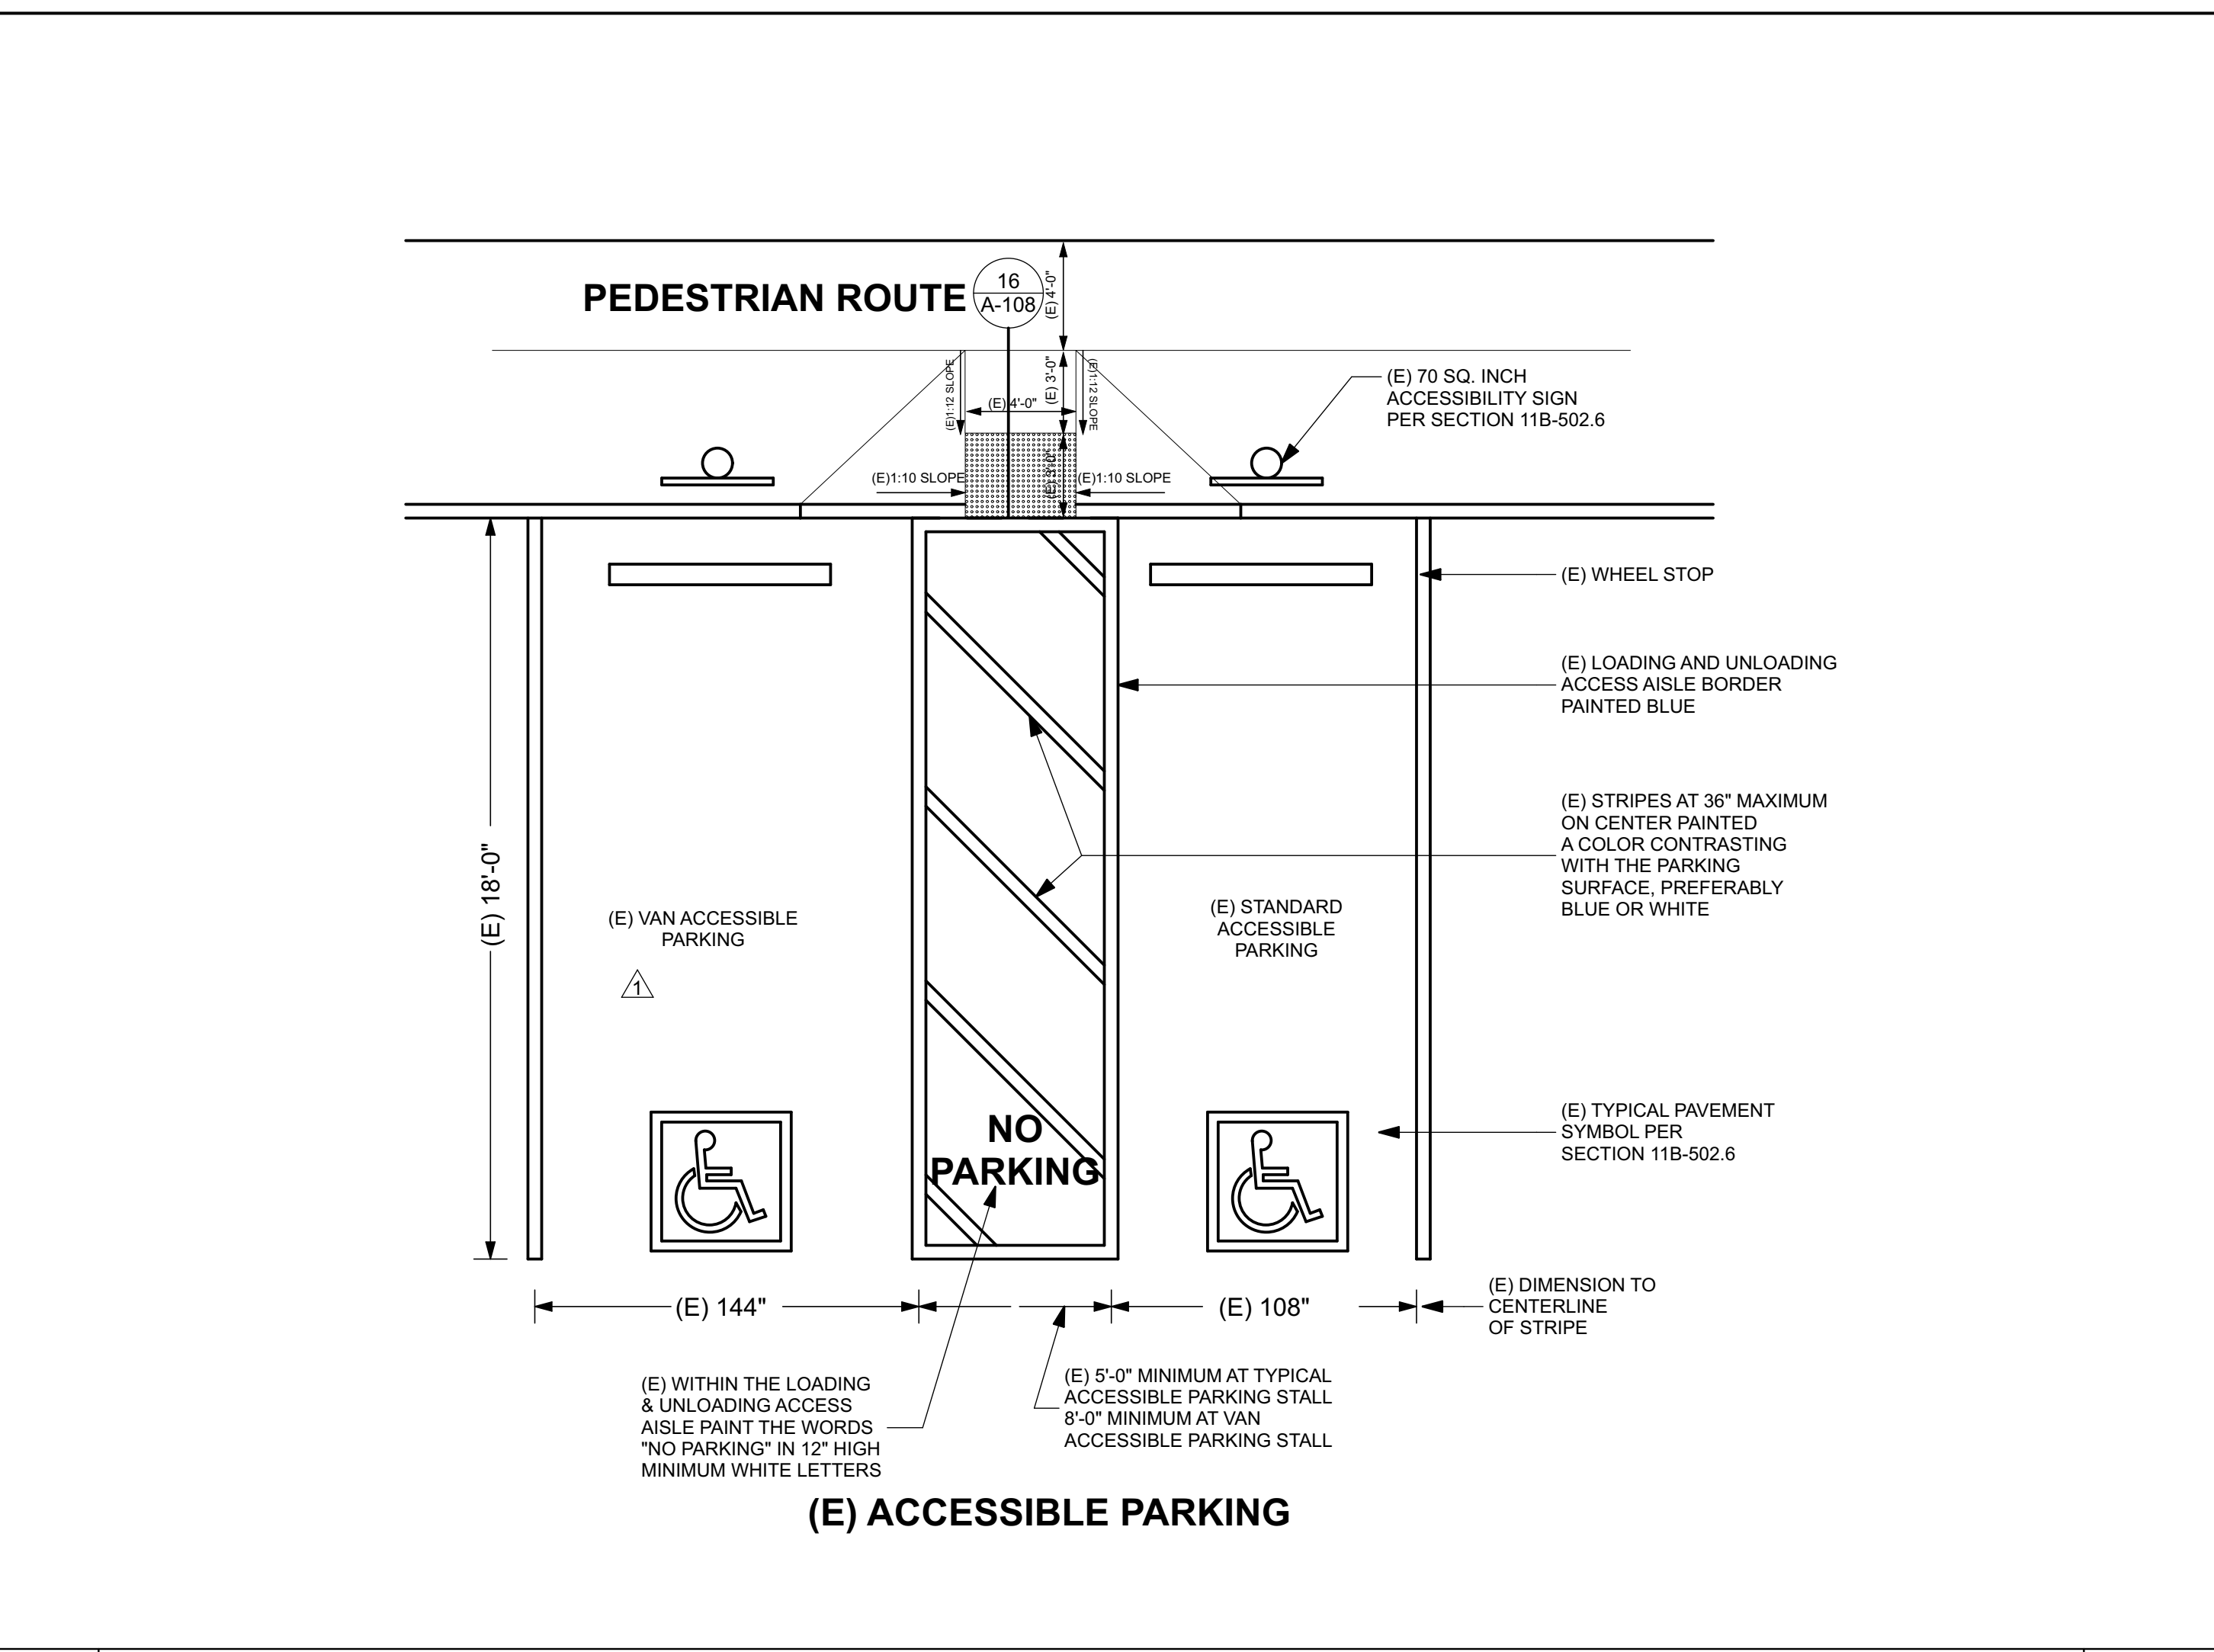 PEDESTRIAN ROUTE
16
A-108
(E) 4'-0"
(E)1:12 SLOPE
(E) 3'-0"
(E)1:12 SLOPE
(E) 4'-0"
(E) 70 SQ. INCH
ACCESSIBILITY SIGN
PER SECTION 11B-502.6
(E)1:10 SLOPE
(E) 3'-0"
(E)1:10 SLOPE
(E) WHEEL STOP
(E) LOADING AND UNLOADING
ACCESS AISLE BORDER
PAINTED BLUE
(E) STRIPES AT 36" MAXIMUM
ON CENTER PAINTED
A COLOR CONTRASTING
WITH THE PARKING
SURFACE, PREFERABLY
BLUE OR WHITE
(E) 18'-0"
(E) VAN ACCESSIBLE
PARKING
1
(E) STANDARD
ACCESSIBLE
PARKING
NO
PARKING
(E) TYPICAL PAVEMENT
SYMBOL PER
SECTION 11B-502.6
(E) 144"
(E) 108"
(E) DIMENSION TO
CENTERLINE
OF STRIPE
(E) WITHIN THE LOADING
& UNLOADING ACCESS
AISLE PAINT THE WORDS
"NO PARKING" IN 12" HIGH
MINIMUM WHITE LETTERS
(E) 5'-0" MINIMUM AT TYPICAL
ACCESSIBLE PARKING STALL
8'-0" MINIMUM AT VAN
ACCESSIBLE PARKING STALL
(E) ACCESSIBLE PARKING